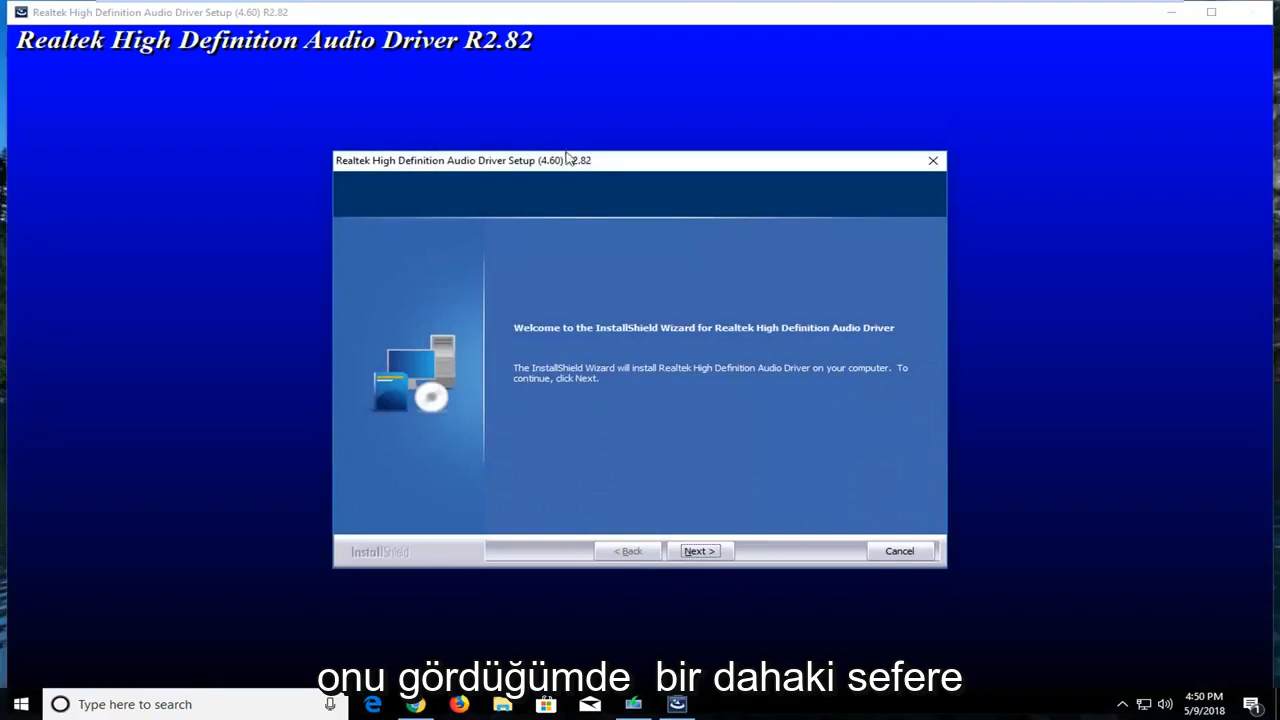 Realtek High Definition Audio Driver Setup (4.60) R2.82
Realtek High Definition Audio Driver R2.82
Realtek High Definition Audio Driver Setup (4.60) R2.82
Welcome to the InstallShield Wizard for Realtek High Definition Audio Driver
The InstallShield Wizard will install Realtek High Definition Audio Driver on your computer. To
continue, click Next.
InstallShield
< Back
Next >
Cancel
onu gördüğümde bir dahaki sefere
Type here to search
4:50 PM
5/9/2018
1